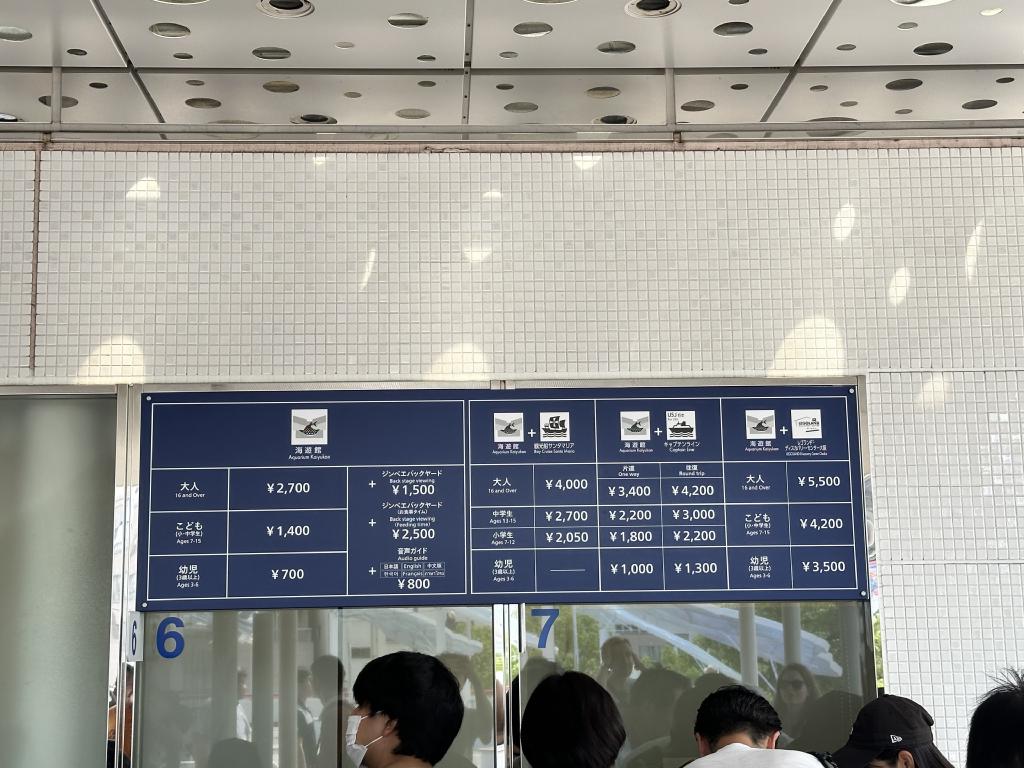 海遊館
Aquarium Kaiyukan
大人
16 and Over
¥2,700
こども
(小・中学生)
Ages 7-15
¥1,400
幼児
(3歳以上)
Ages 3-6
¥700
+
ジンベエバックヤード
Back stage viewing
¥1,500
+
ジンベエバックヤード
(お食事タイム)
Back stage viewing
(Feeding time)
¥2,500
+
音声ガイド
Audio guide
日本語 English 中文版
한국어 Français ภาษาไทย
¥800
海遊館
Aquarium Kaiyukan
+
観光船サンタマリア
Bay Cruise Santa Maria
海遊館
Aquarium Kaiyukan
+
キャプテンライン
Captain Line
海遊館
Aquarium Kaiyukan
+
レゴランド・
ディスカバリー・センター大阪
LEGOLAND Discovery Center Osaka
片道
One way
往復
Round trip
大人
16 and Over
¥4,000
¥3,400
¥4,200
中学生
Ages 13-15
¥2,700
¥2,200
¥3,000
小学生
Ages 7-12
¥2,050
¥1,800
¥2,200
幼児
(3歳以上)
Ages 3-6
¥1,000
¥1,300
大人
16 and Over
¥5,500
こども
(小・中学生)
Ages 7-15
¥4,200
幼児
(3歳以上)
Ages 3-6
¥3,500
6
6
7